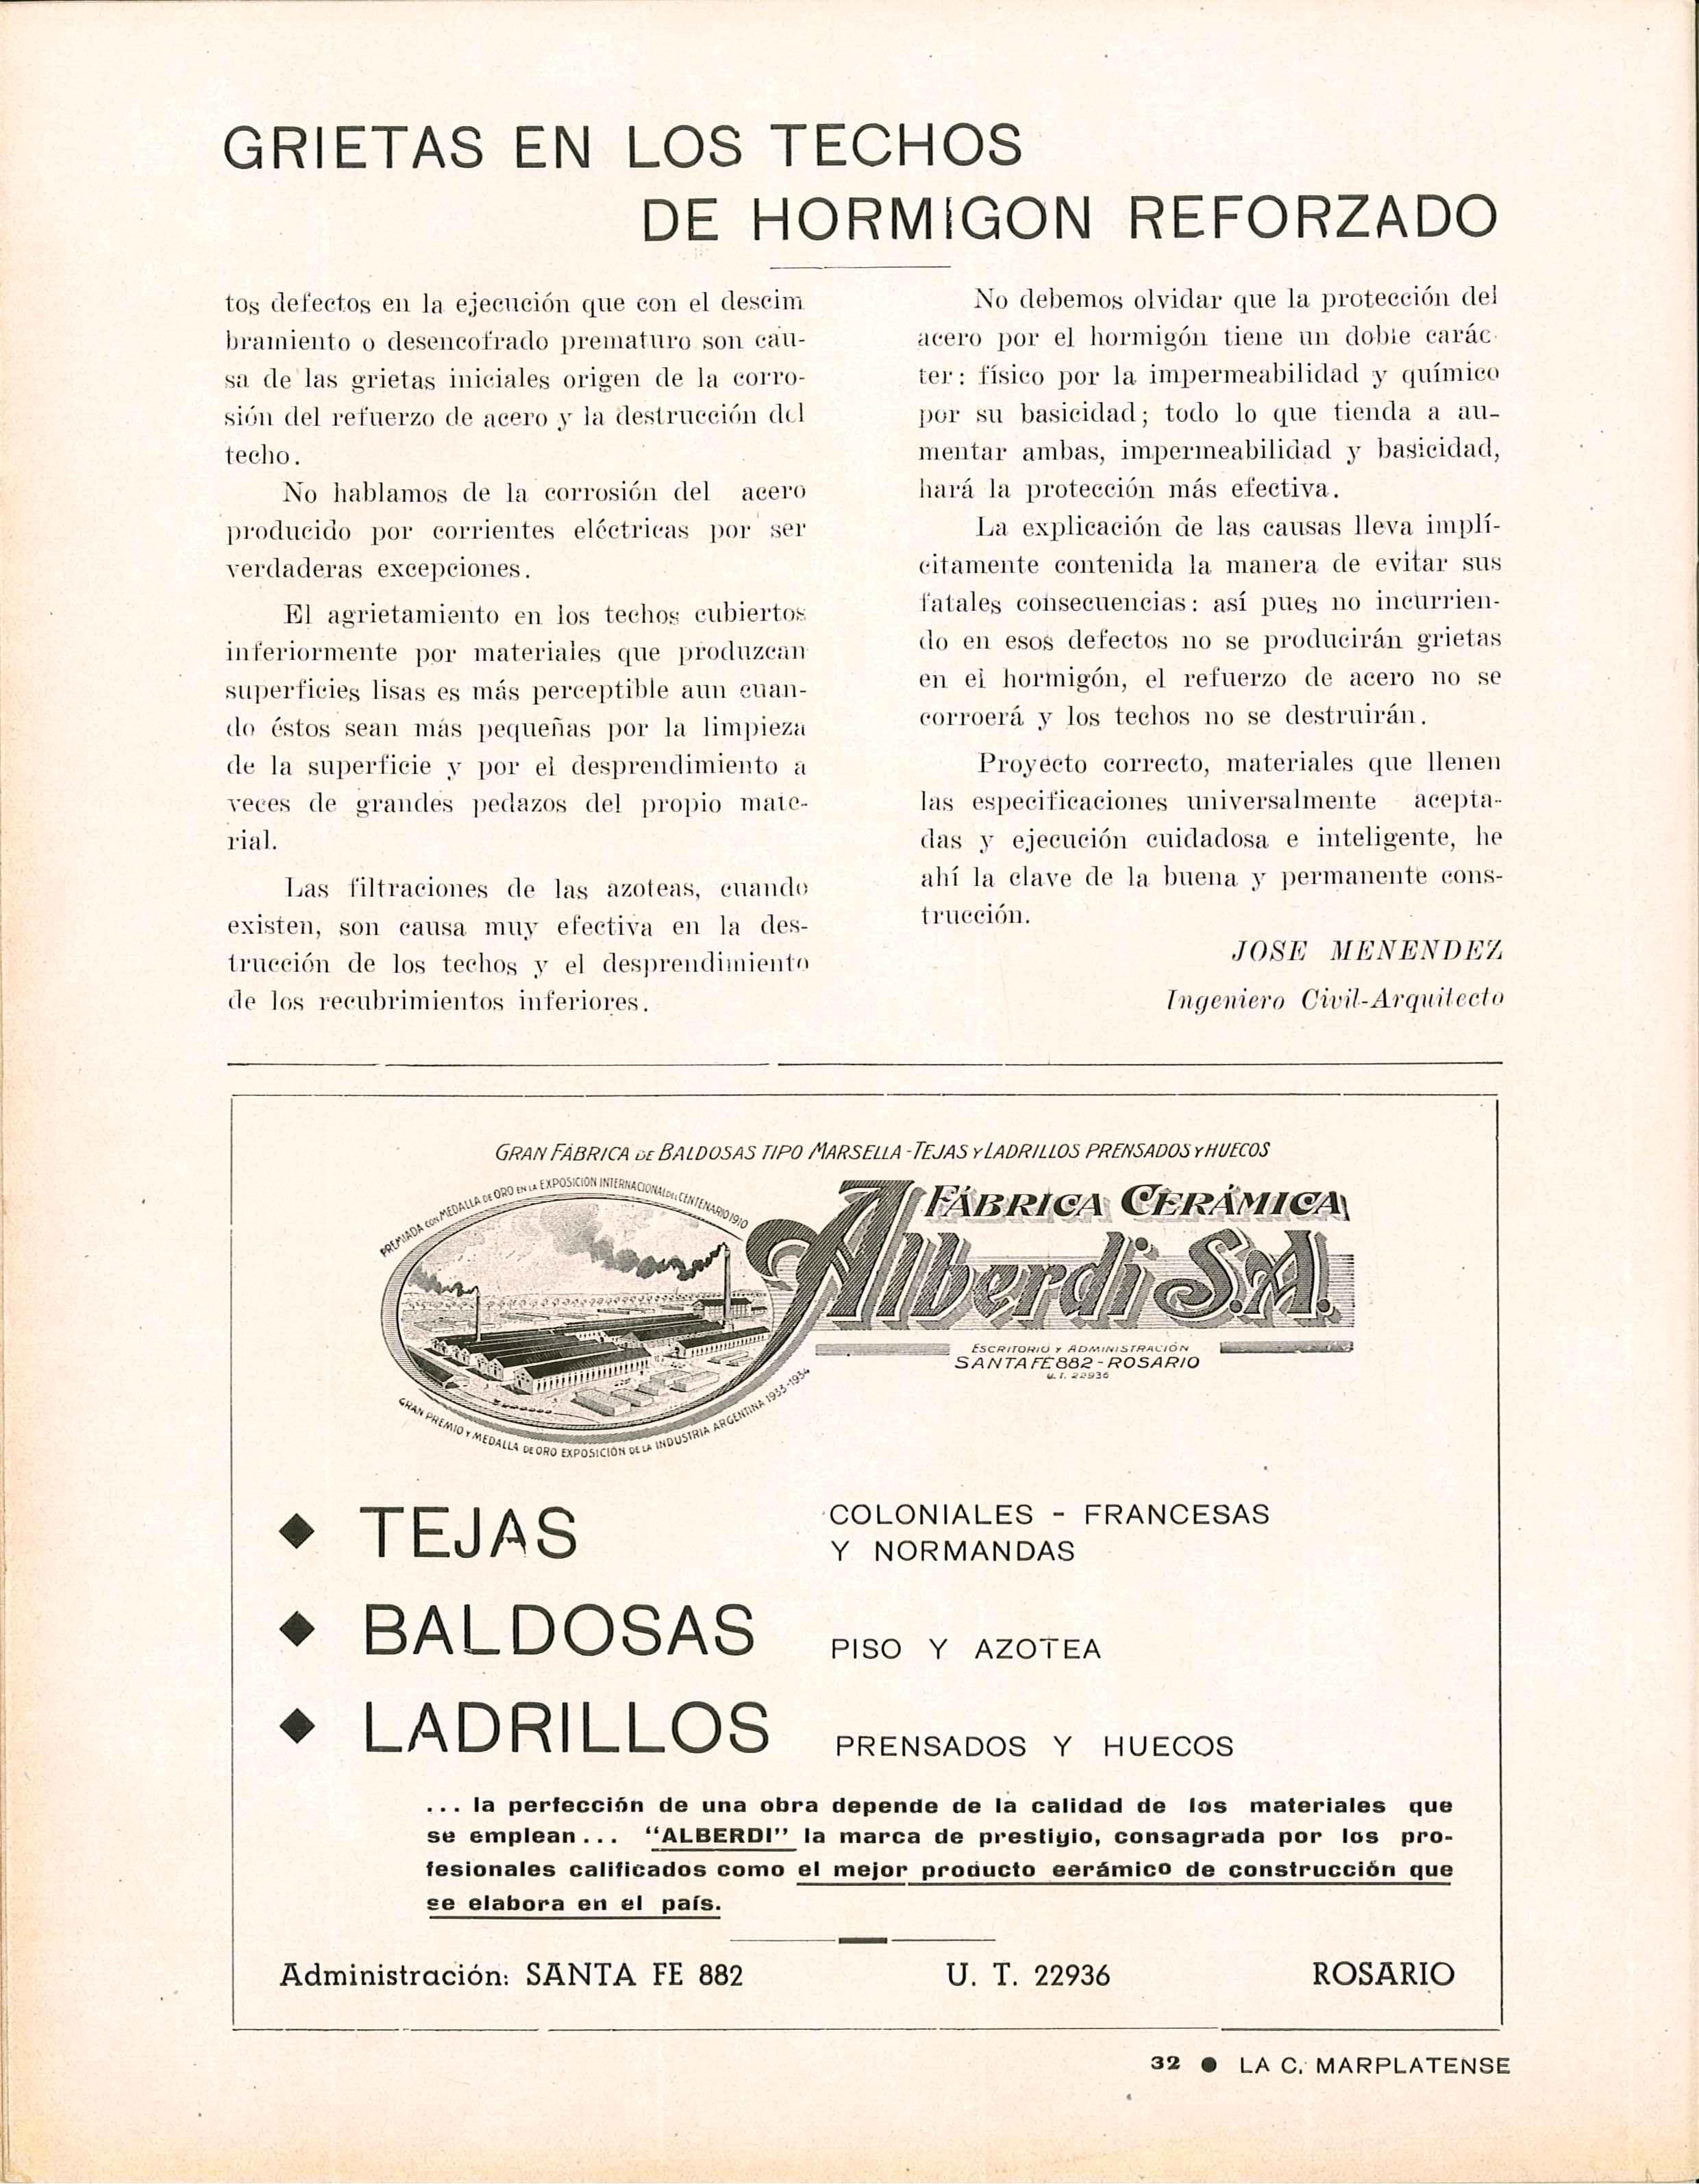 GRIETAS EN LOS TECHOS
DE HORMIGON REFORZADO
tos defectos en la ejecución que con el descim
bramiento o desencofrado prematuro son cau-
sa de las grietas iniciales origen de la corro-
sión del refuerzo de acero y la destrucción del
techo.
No hablamos de la corrosión del acero
producido por corrientes eléctricas por ser
verdaderas excepciones.
El agrietamiento en los techos cubiertos
inferiormente por materiales que produzcan
superficies lisas es más perceptible aun cuan-
do éstos sean más pequeñas por la limpieza
de la superficie y por el desprendimiento a
veces de grandes pedazos del propio mate-
rial.
Las filtraciones de las azoteas, cuando
existen, son causa muy efectiva en la des-
trucción de los techos y el desprendimiento
de los recubrimientos inferiores.
No debemos olvidar que la protección del
acero por el hormigón tiene un doble carác-
ter: físico por la impermeabilidad y químico
por su basicidad; todo lo que tienda a au-
mentar ambas, impermeabilidad y basicidad,
hará la protección más efectiva.
La explicación de las causas lleva implí-
citamente contenida la manera de evitar sus
fatales consecuencias: así pues no incurrien-
do en esos defectos no se producirán grietas
en el hormigón, el refuerzo de acero no se
corroerá y los techos no se destruirán.
Proyecto correcto, materiales que llenen
las especificaciones universalmente acepta-
das y ejecución cuidadosa e inteligente, he
ahí la clave de la buena y permanente cons-
trucción.
JOSE MENENDEZ
Ingeniero Civil-Arquitecto
GRAN FÁBRICA DE BALDOSAS TIPO MARSELLA - TEJAS Y LADRILLOS PRENSADOS Y HUECOS
PREMIADA CON MEDALLA DE ORO EN LA EXPOSICIÓN INTERNACIONAL DEL CENTENARIO 1910
FÁBRICA CERÁMICA
Alberdi S.A.
ESCRITORIO Y ADMINISTRACIÓN
SANTA FE 882 - ROSARIO
U. T. 22936
GRAN PREMIO Y MEDALLA DE ORO EXPOSICIÓN DE LA INDUSTRIA ARGENTINA 1933-1934
◆ TEJAS COLONIALES - FRANCESAS
Y NORMANDAS
◆ BALDOSAS PISO Y AZOTEA
◆ LADRILLOS PRENSADOS Y HUECOS
... la perfección de una obra depende de la calidad de los materiales que
se emplean... "ALBERDI" la marca de prestigio, consagrada por los pro-
fesionales calificados como el mejor producto eerámico de construcción que
se elabora en el país.
Administración: SANTA FE 882 U. T. 22936 ROSARIO
32 ● LA C. MARPLATENSE